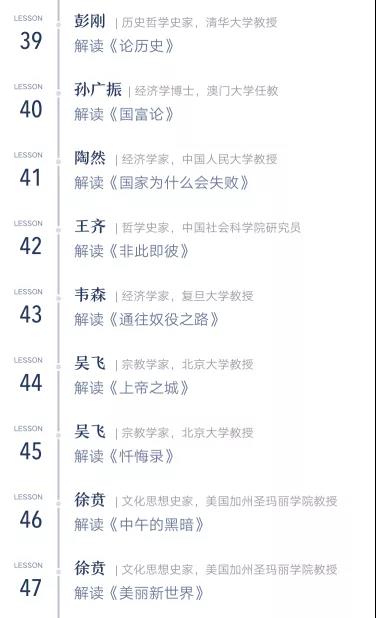 LESSON
39
彭刚 | 历史哲学史家，清华大学教授
解读《论历史》
LESSON
40
孙广振 | 经济学博士，澳门大学任教
解读《国富论》
LESSON
41
陶然 | 经济学家，中国人民大学教授
解读《国家为什么会失败》
LESSON
42
王齐 | 哲学史家，中国社会科学院研究员
解读《非此即彼》
LESSON
43
韦森 | 经济学家，复旦大学教授
解读《通往奴役之路》
LESSON
44
吴飞 | 宗教学家，北京大学教授
解读《上帝之城》
LESSON
45
吴飞 | 宗教学家，北京大学教授
解读《忏悔录》
LESSON
46
徐贲 | 文化思想史家，美国加州圣玛丽学院教授
解读《中午的黑暗》
LESSON
47
徐贲 | 文化思想史家，美国加州圣玛丽学院教授
解读《美丽新世界》